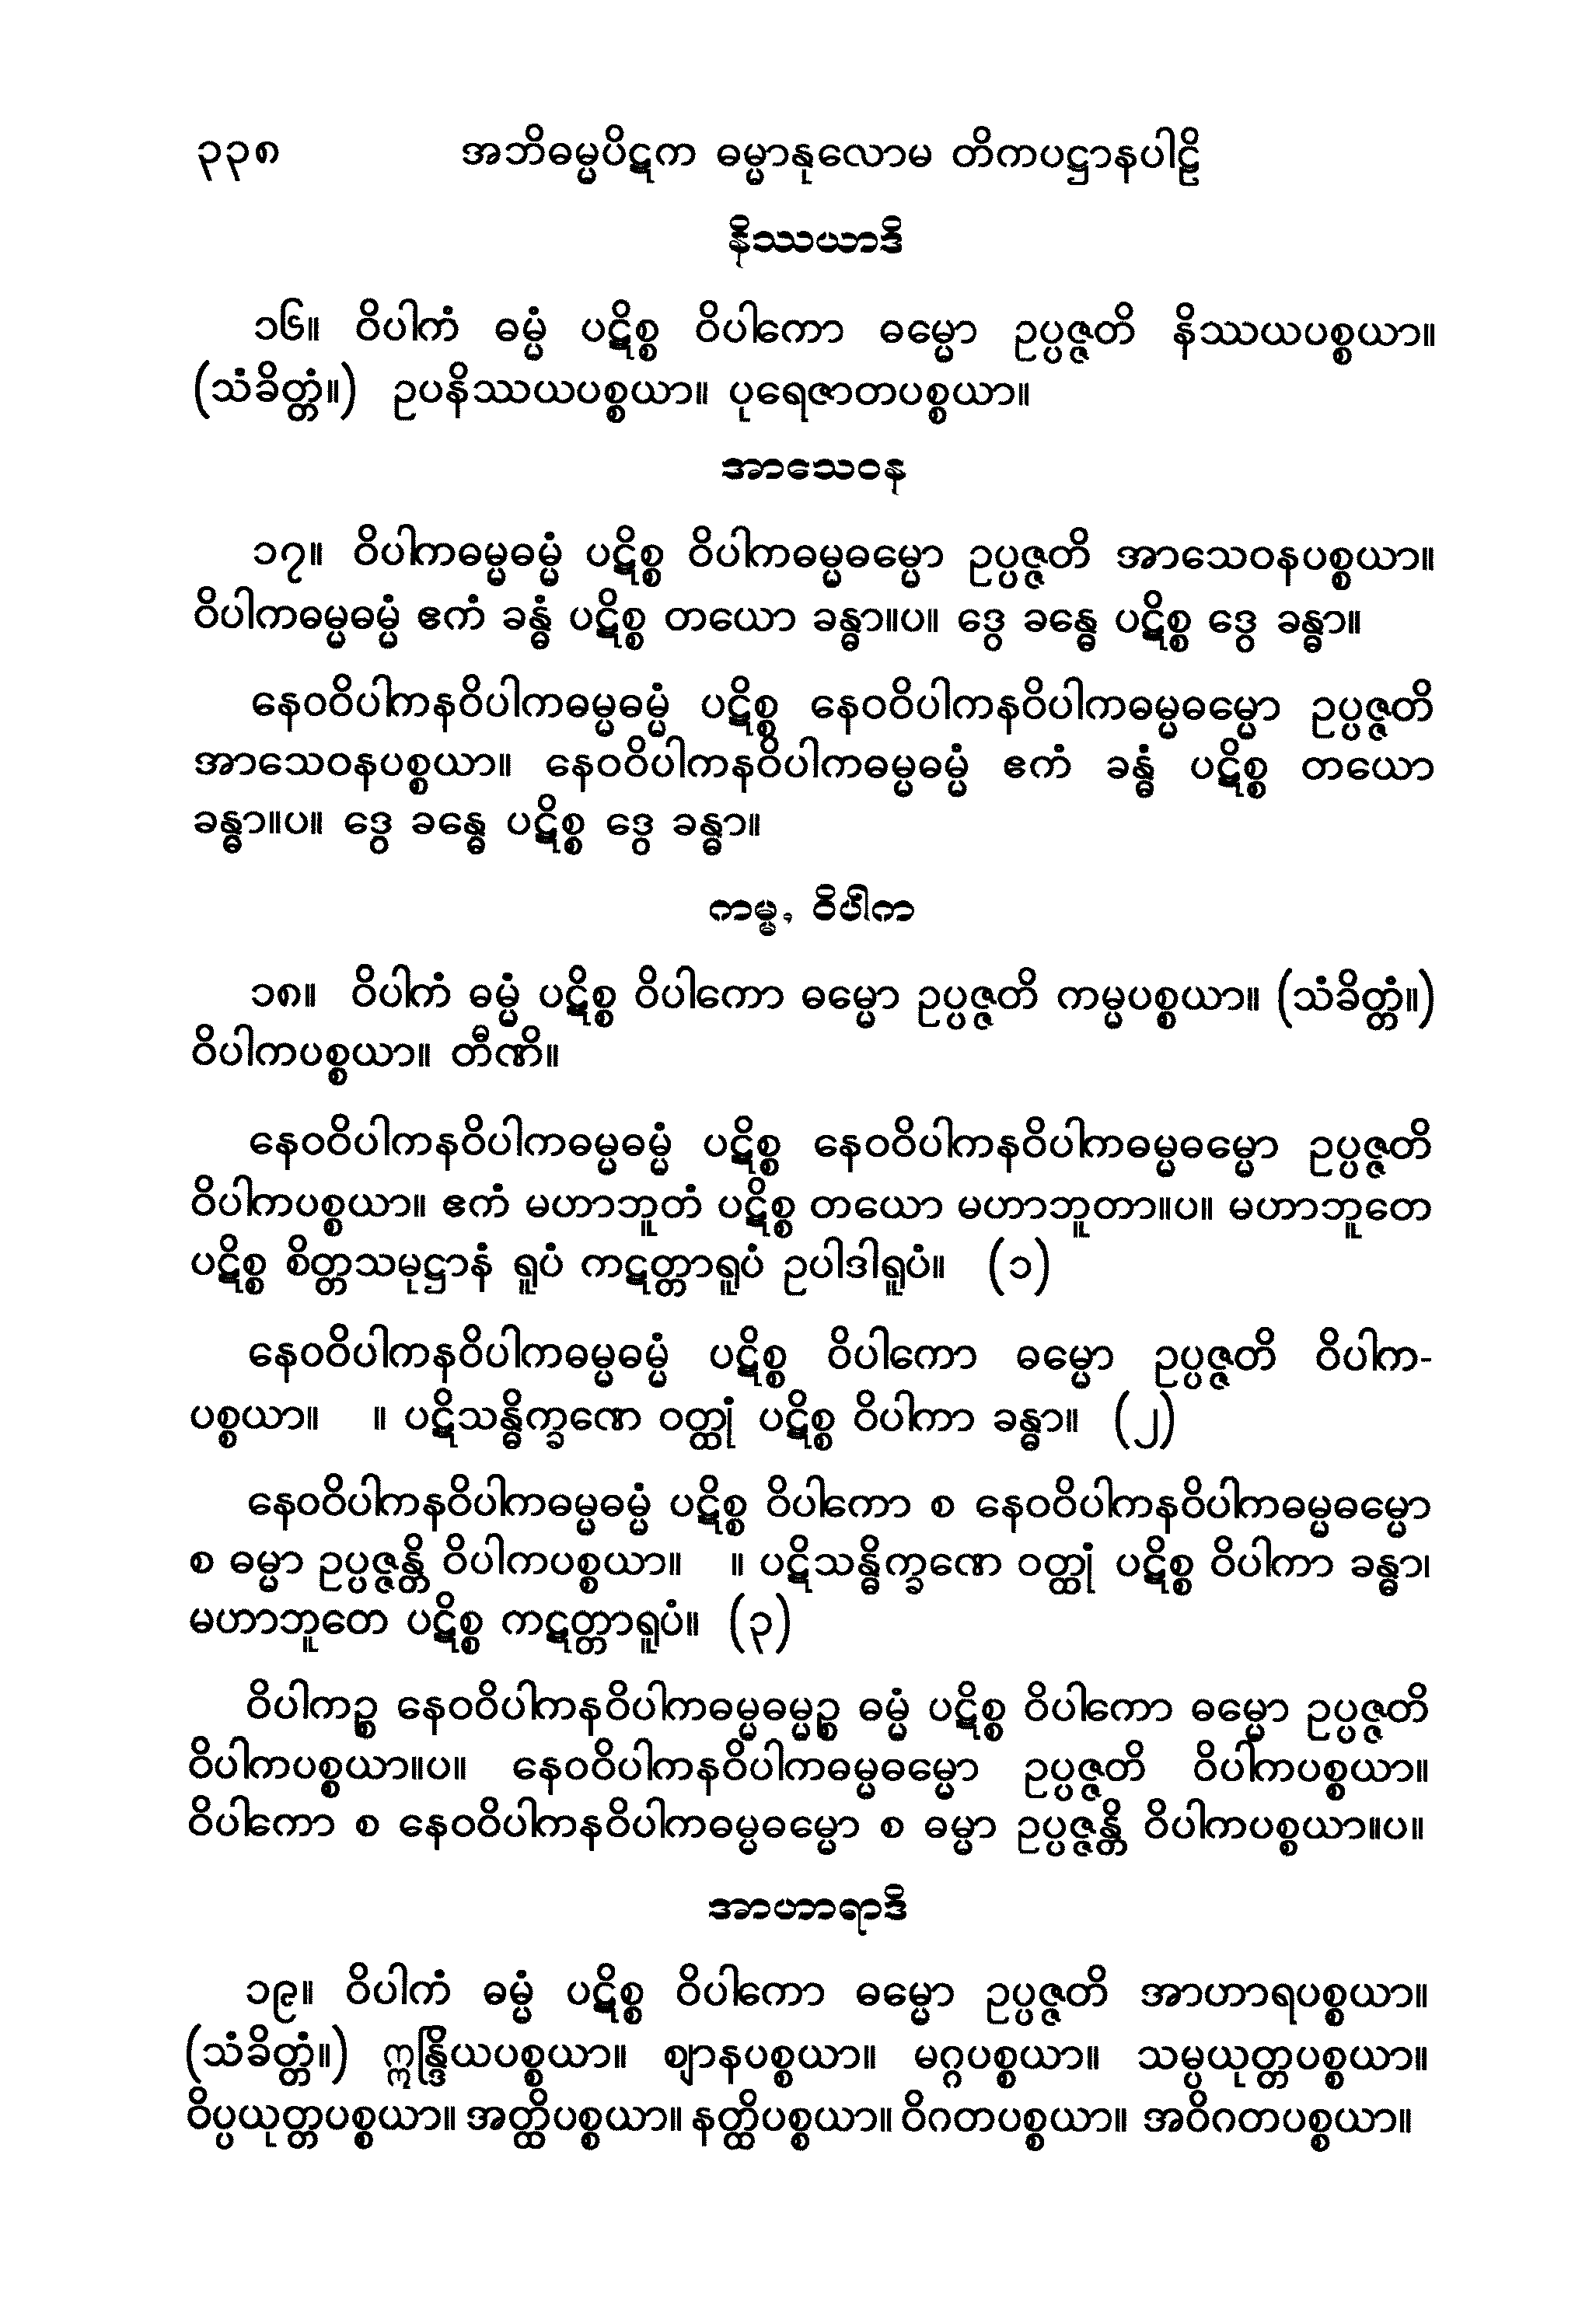 ၃၃၈ အဘိဓမ္မပိဋက ဓမ္မာနုလောမ တိကပဋ္ဌာနပါဠိ
နိဿယာဒိ
၁၆။ ဝိပါကံ ဓမ္မံ ပဋိစ္စ ဝိပါကော ဓမ္မော ဥပ္ပဇ္ဇတိ နိဿယပစ္စယာ။
(သံခိတ္တံ။) ဥပနိဿယပစ္စယာ။ ပုရေဇာတပစ္စယာ။
အာသေဝန
၁၇။ ဝိပါကဓမ္မဓမ္မံ ပဋိစ္စ ဝိပါကဓမ္မဓမ္မော ဥပ္ပဇ္ဇတိ အာသေဝနပစ္စယာ။
ဝိပါကဓမ္မဓမ္မံ ဧကံ ခန္ဓံ ပဋိစ္စ တယော ခန္ဓာ။ပ။ ဒွေ ခန္ဓေ ပဋိစ္စ ဒွေ ခန္ဓာ။
နေဝဝိပါကနဝိပါကဓမ္မဓမ္မံ ပဋိစ္စ နေဝဝိပါကနဝိပါကဓမ္မဓမ္မော ဥပ္ပဇ္ဇတိ
အာသေဝနပစ္စယာ။ နေဝဝိပါကနဝိပါကဓမ္မဓမ္မံ ဧကံ ခန္ဓံ ပဋိစ္စ တယော
ခန္ဓာ။ပ။ ဒွေ ခန္ဓေ ပဋိစ္စ ဒွေ ခန္ဓာ။
ကမ္မ, ဝိပါက
၁၈။ ဝိပါကံ ဓမ္မံ ပဋိစ္စ ဝိပါကော ဓမ္မော ဥပ္ပဇ္ဇတိ ကမ္မပစ္စယာ။ (သံခိတ္တံ။)
ဝိပါကပစ္စယာ။ တီဏိ။
နေဝဝိပါကနဝိပါကဓမ္မဓမ္မံ ပဋိစ္စ နေဝဝိပါကနဝိပါကဓမ္မဓမ္မော ဥပ္ပဇ္ဇတိ
ဝိပါကပစ္စယာ။ ဧကံ မဟာဘူတံ ပဋိစ္စ တယော မဟာဘူတာ။ပ။ မဟာဘူတေ
ပဋိစ္စ စိတ္တသမုဋ္ဌာနံ ရူပံ ကဋတ္တာရူပံ ဥပါဒါရူပံ။ (၁)
နေဝဝိပါကနဝိပါကဓမ္မဓမ္မံ ပဋိစ္စ ဝိပါကော ဓမ္မော ဥပ္ပဇ္ဇတိ ဝိပါက-
ပစ္စယာ။ ။ ပဋိသန္ဓိက္ခဏေ ဝတ္ထုံ ပဋိစ္စ ဝိပါကာ ခန္ဓာ။ (၂)
နေဝဝိပါကနဝိပါကဓမ္မဓမ္မံ ပဋိစ္စ ဝိပါကော စ နေဝဝိပါကနဝိပါကဓမ္မဓမ္မော
စ ဓမ္မာ ဥပ္ပဇ္ဇန္တိ ဝိပါကပစ္စယာ။ ။ ပဋိသန္ဓိက္ခဏေ ဝတ္ထုံ ပဋိစ္စ ဝိပါကာ ခန္ဓာ၊
မဟာဘူတေ ပဋိစ္စ ကဋတ္တာရူပံ။ (၃)
ဝိပါကဉ္စ နေဝဝိပါကနဝိပါကဓမ္မဓမ္မဉ္စ ဓမ္မံ ပဋိစ္စ ဝိပါကော ဓမ္မော ဥပ္ပဇ္ဇတိ
ဝိပါကပစ္စယာ။ပ။ နေဝဝိပါကနဝိပါကဓမ္မဓမ္မော ဥပ္ပဇ္ဇတိ ဝိပါကပစ္စယာ။
ဝိပါကော စ နေဝဝိပါကနဝိပါကဓမ္မဓမ္မော စ ဓမ္မာ ဥပ္ပဇ္ဇန္တိ ဝိပါကပစ္စယာ။ပ။
အာဟာရာဒိ
၁၉။ ဝိပါကံ ဓမ္မံ ပဋိစ္စ ဝိပါကော ဓမ္မော ဥပ္ပဇ္ဇတိ အာဟာရပစ္စယာ။
(သံခိတ္တံ။) ဣန္ဒြိယပစ္စယာ။ ဈာနပစ္စယာ။ မဂ္ဂပစ္စယာ။ သမ္ပယုတ္တပစ္စယာ။
ဝိပ္ပယုတ္တပစ္စယာ။ အတ္ထိပစ္စယာ။ နတ္ထိပစ္စယာ။ ဝိဂတပစ္စယာ။ အဝိဂတပစ္စယာ။